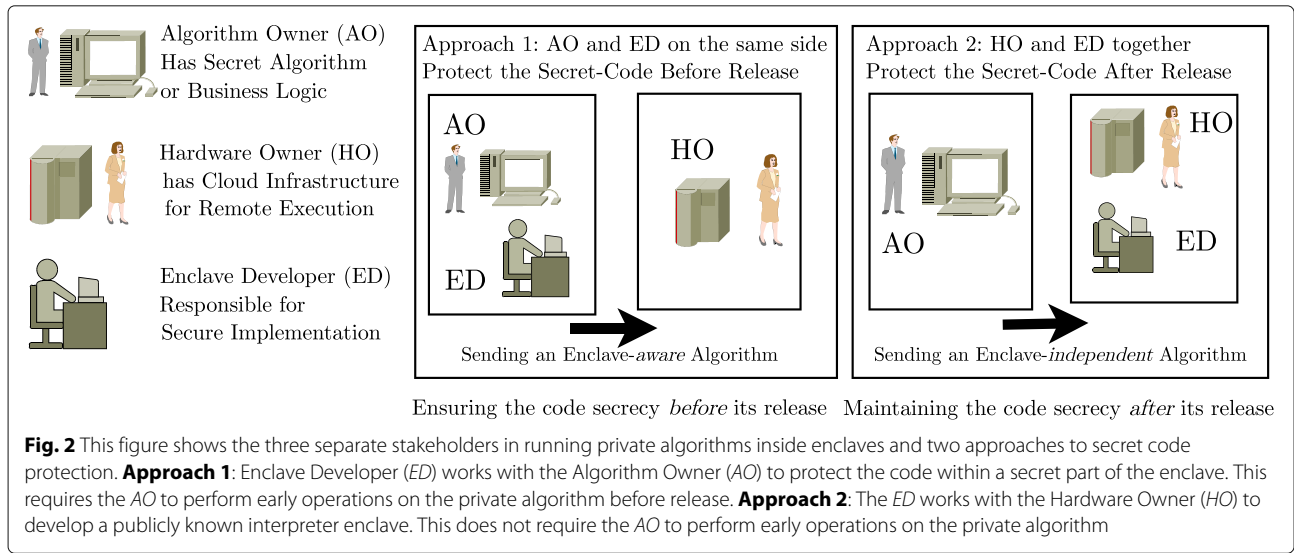 Algorithm Owner (AO)
Has Secret Algorithm
or Business Logic
Hardware Owner (HO)
has Cloud Infrastructure
for Remote Execution
Enclave Developer (ED)
Responsible for
Secure Implementation
Approach 1: AO and ED on the same side
Protect the Secret-Code Before Release
AO
ED
HO
Sending an Enclave-aware Algorithm
Ensuring the code secrecy before its release
Approach 2: HO and ED together
Protect the Secret-Code After Release
AO
HO
ED
Sending an Enclave-independent Algorithm
Maintaining the code secrecy after its release
Fig. 2 This figure shows the three separate stakeholders in running private algorithms inside enclaves and two approaches to secret code
protection. Approach 1: Enclave Developer (ED) works with the Algorithm Owner (AO) to protect the code within a secret part of the enclave. This
requires the AO to perform early operations on the private algorithm before release. Approach 2: The ED works with the Hardware Owner (HO) to
develop a publicly known interpreter enclave. This does not require the AO to perform early operations on the private algorithm